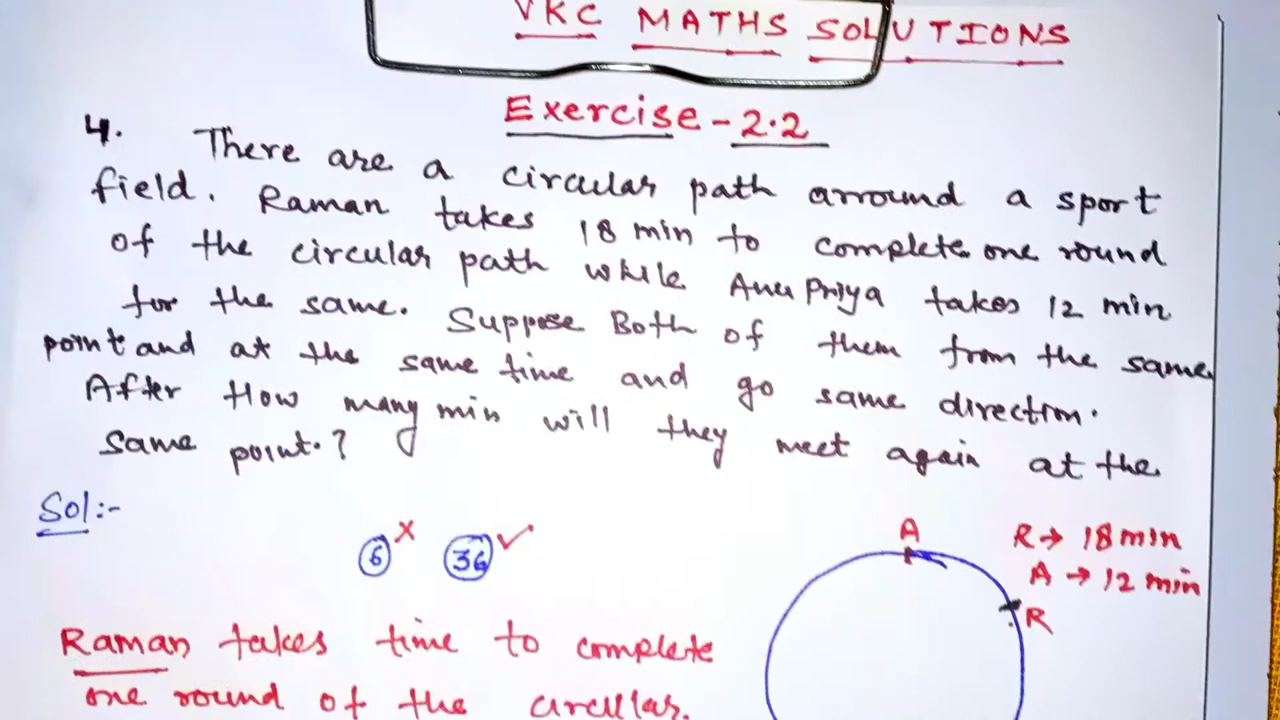 VKC MATHS SOLUTIONS
Exercise - 2.2
4. There are a circular path arround a sport
field. Raman takes 18 min to complete one round
of the circular path while Anu Priya takes 12 min
for the same. Suppose Both of them from the same
point and at the same time and go same direction.
After How many min will they meet again at the
same point.?
Sol:-
6 × 36 ✓
A
R → 18 min
A → 12 min
R
Raman takes time to complete
one round of the circular.